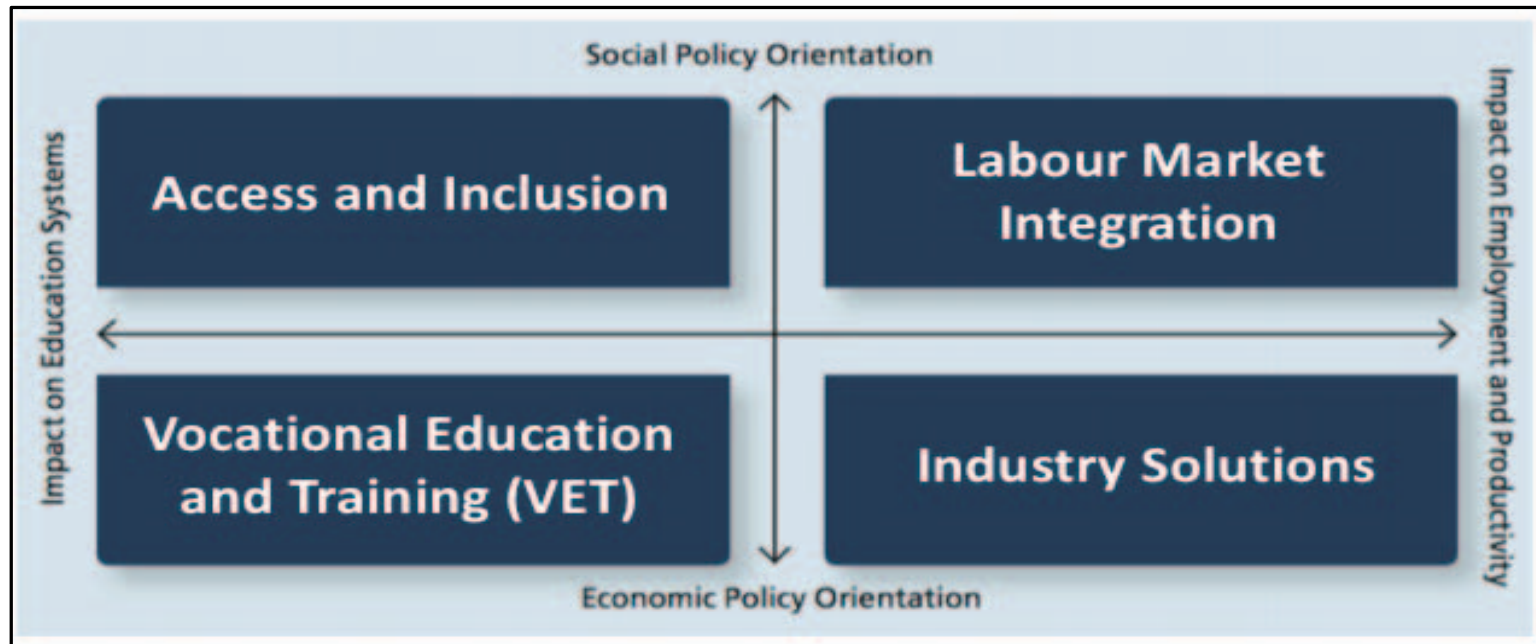 Social Policy Orientation
Impact on Education Systems
Access and Inclusion
Labour Market
Integration
Impact on Employment and Productivity
Vocational Education
and Training (VET)
Industry Solutions
Economic Policy Orientation